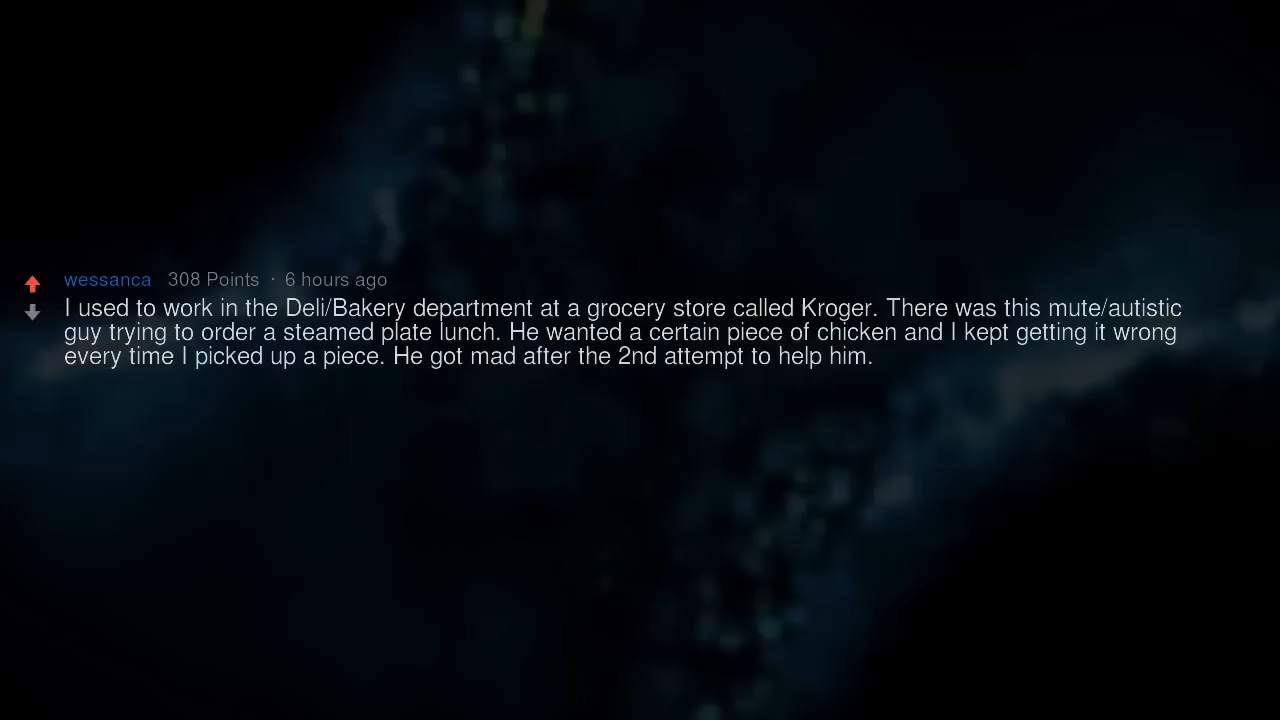 wessanca 308 Points · 6 hours ago
I used to work in the Deli/Bakery department at a grocery store called Kroger. There was this mute/autistic
guy trying to order a steamed plate lunch. He wanted a certain piece of chicken and I kept getting it wrong
every time I picked up a piece. He got mad after the 2nd attempt to help him.